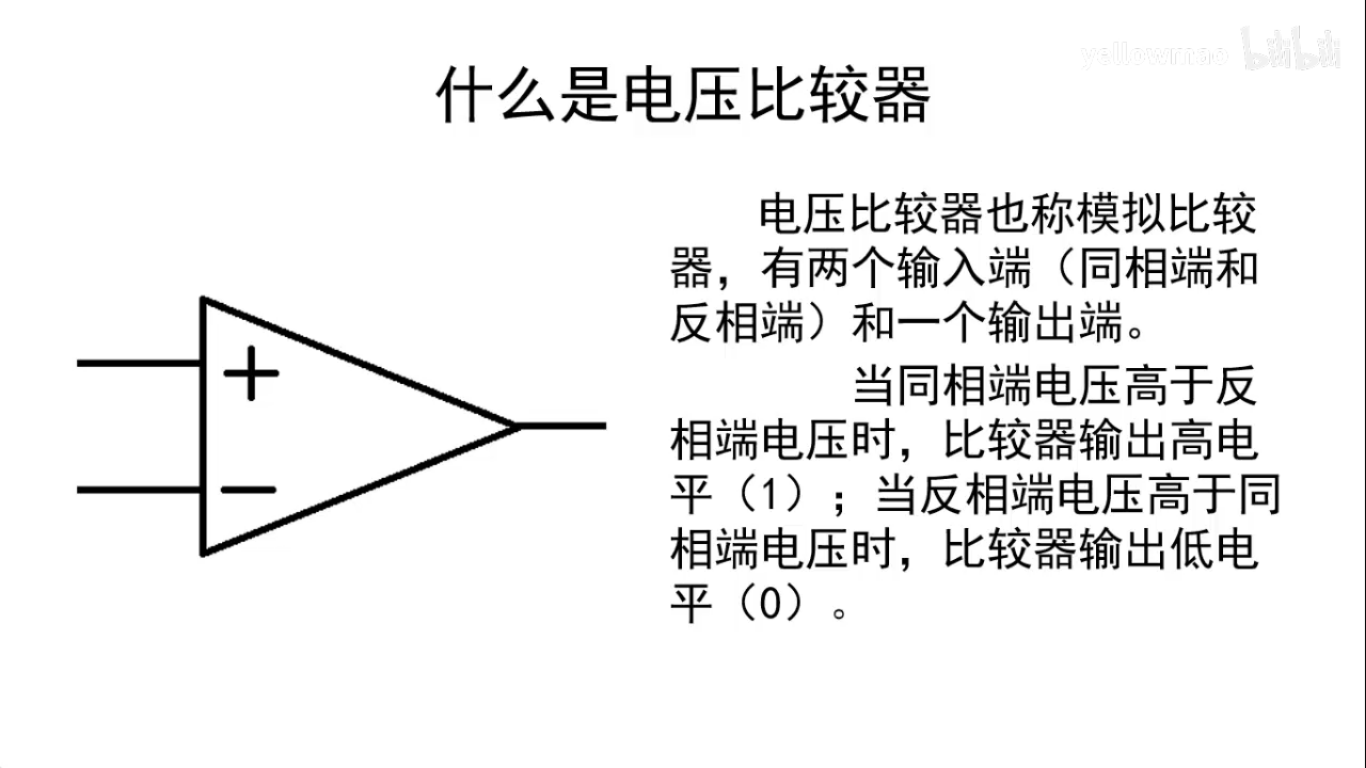 yellowmao bilibili
什么是电压比较器
电压比较器也称模拟比较
器，有两个输入端（同相端和
反相端）和一个输出端。
当同相端电压高于反
相端电压时，比较器输出高电
平（1）；当反相端电压高于同
相端电压时，比较器输出低电
平（0）。
+
−